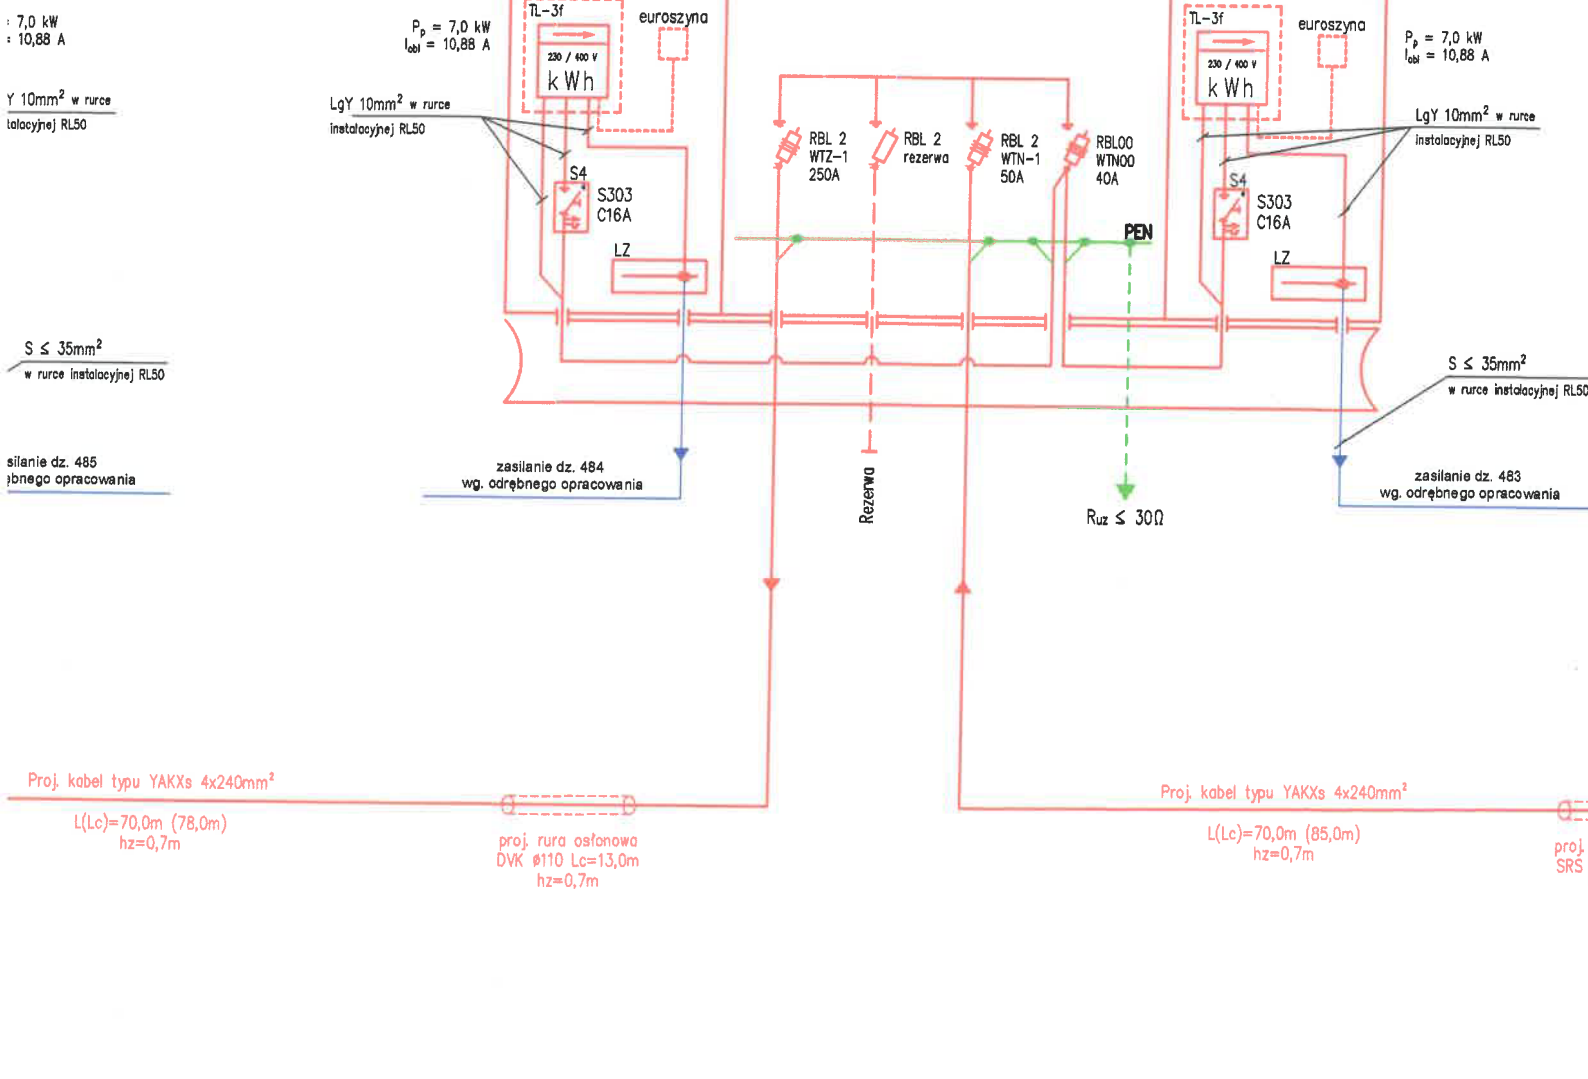 : 7,0 kW
: 10,88 A
Y 10mm² w rurce
talacyjnej RL50
S ≤ 35mm²
w rurce instalacyjnej RL50
silanie dz. 485
ębnego opracowania
Pp = 7,0 kW
Iobl = 10,88 A
LgY 10mm² w rurce
instalacyjnej RL50
TL-3f
230 / 400 V
kWh
euroszyna
S4
S303
C16A
LZ
RBL 2
WTZ-1
250A
RBL 2
rezerwa
RBL 2
WTN-1
50A
RBL00
WTN00
40A
PEN
TL-3f
230 / 400 V
kWh
euroszyna
Pp = 7,0 kW
Iobl = 10,88 A
LgY 10mm² w rurce
instalacyjnej RL50
S4
S303
C16A
LZ
S ≤ 35mm²
w rurce instalacyjnej RL50
zasilanie dz. 484
wg. odrębnego opracowania
Rezerwa
Ruz ≤ 30Ω
zasilanie dz. 483
wg. odrębnego opracowania
Proj. kabel typu YAKXs 4x240mm²
L(Lc)=70,0m (78,0m)
hz=0,7m
proj. rura osłonowa
DVK ø110 Lc=13,0m
hz=0,7m
Proj. kabel typu YAKXs 4x240mm²
L(Lc)=70,0m (85,0m)
hz=0,7m
proj.
SRS